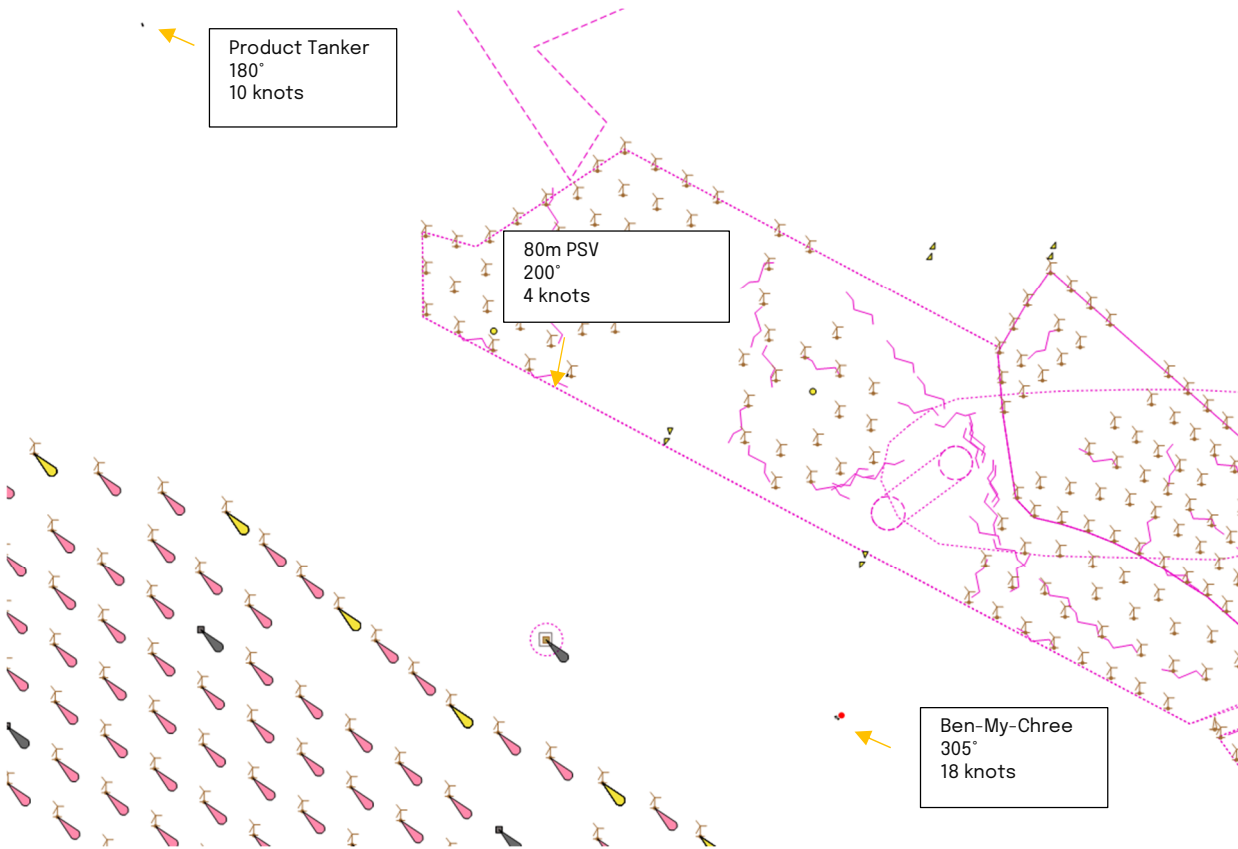 Product Tanker
180°
10 knots
80m PSV
200°
4 knots
Ben-My-Chree
305°
18 knots